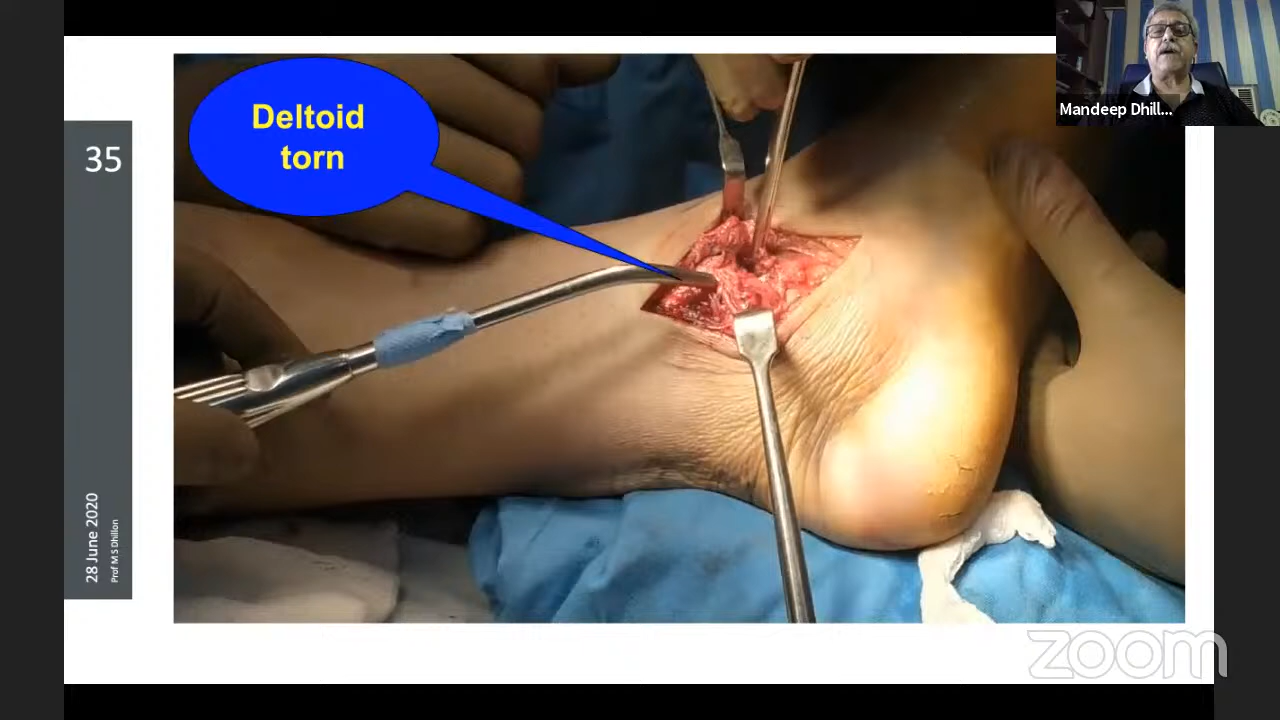 Mandeep Dhill...
Deltoid
torn
35
28 June 2020
Prof M S Dhillon
zoom